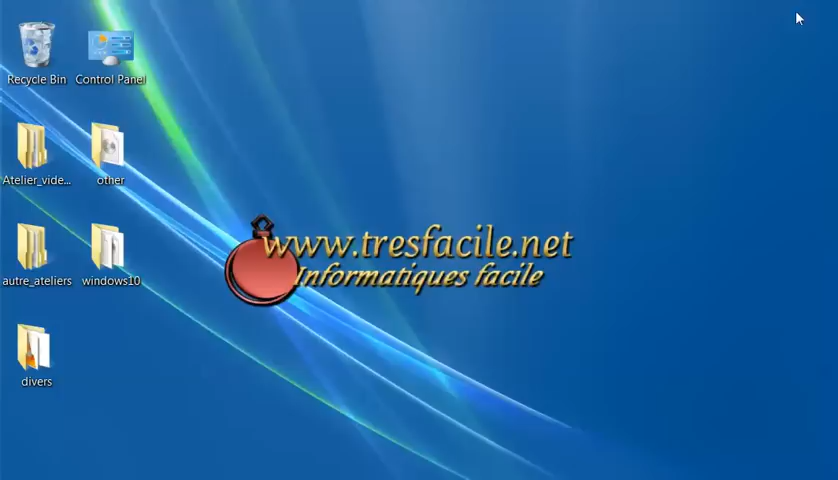 Recycle Bin
Control Panel
Atelier_vide...
other
autre_ateliers
windows10
divers
www.tresfacile.net
Informatiques facile